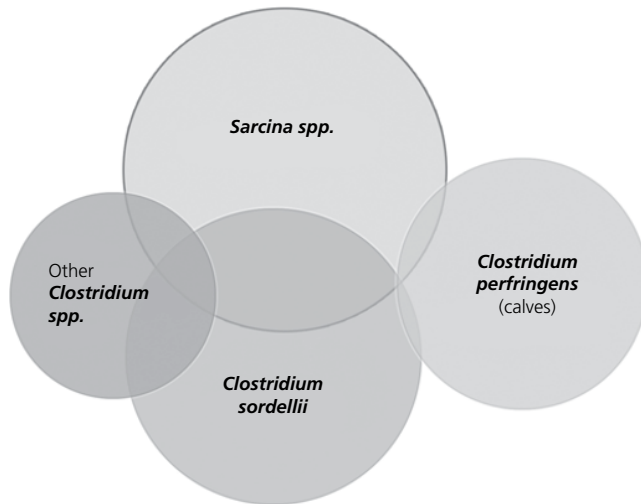 Sarcina spp.
Other
Clostridium
spp.
Clostridium
perfringens
(calves)
Clostridium
sordellii